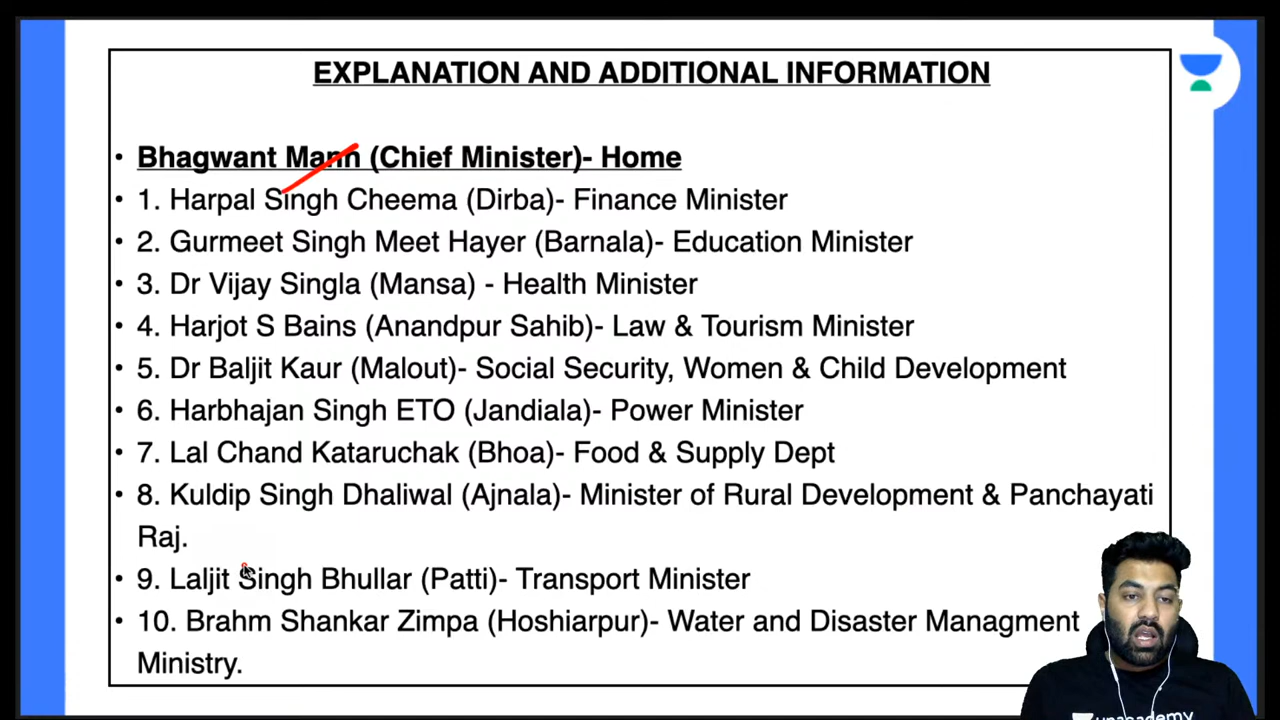 EXPLANATION AND ADDITIONAL INFORMATION
• Bhagwant Mann (Chief Minister)- Home
• 1. Harpal Singh Cheema (Dirba)- Finance Minister
• 2. Gurmeet Singh Meet Hayer (Barnala)- Education Minister
• 3. Dr Vijay Singla (Mansa) - Health Minister
• 4. Harjot S Bains (Anandpur Sahib)- Law & Tourism Minister
• 5. Dr Baljit Kaur (Malout)- Social Security, Women & Child Development
• 6. Harbhajan Singh ETO (Jandiala)- Power Minister
• 7. Lal Chand Kataruchak (Bhoa)- Food & Supply Dept
• 8. Kuldip Singh Dhaliwal (Ajnala)- Minister of Rural Development & Panchayati
Raj.
• 9. Laljit Singh Bhullar (Patti)- Transport Minister
• 10. Brahm Shankar Zimpa (Hoshiarpur)- Water and Disaster Managment
Ministry.
unacademy